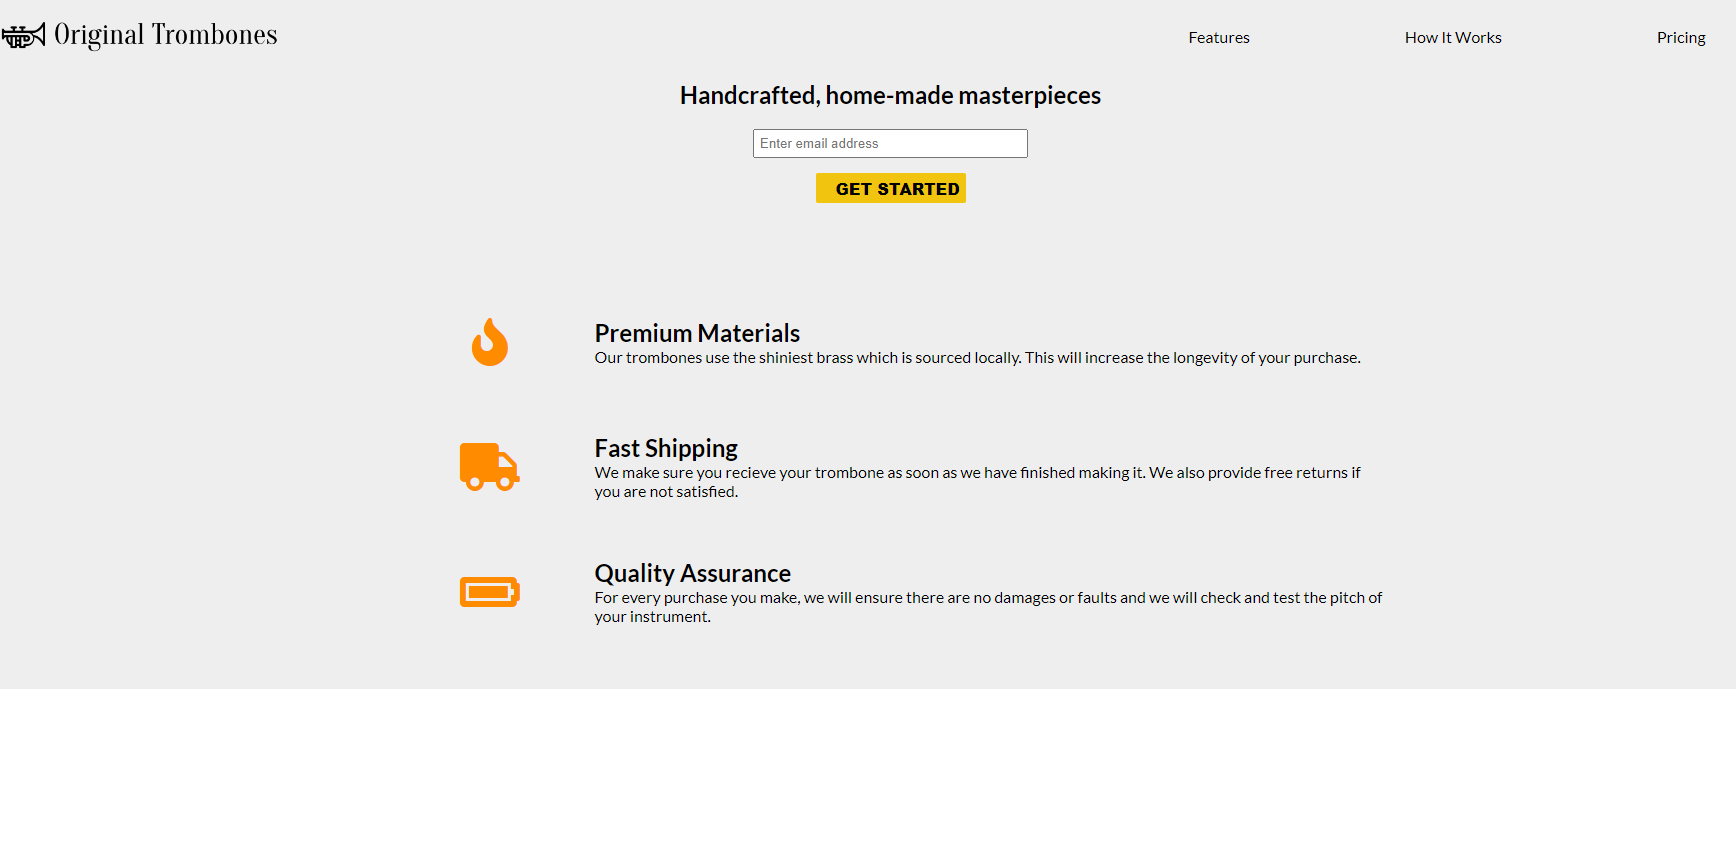 Original Trombones
Features
How It Works
Pricing
Handcrafted, home-made masterpieces
Enter email address
GET STARTED
Premium Materials
Our trombones use the shiniest brass which is sourced locally. This will increase the longevity of your purchase.
Fast Shipping
We make sure you recieve your trombone as soon as we have finished making it. We also provide free returns if
you are not satisfied.
Quality Assurance
For every purchase you make, we will ensure there are no damages or faults and we will check and test the pitch of
your instrument.